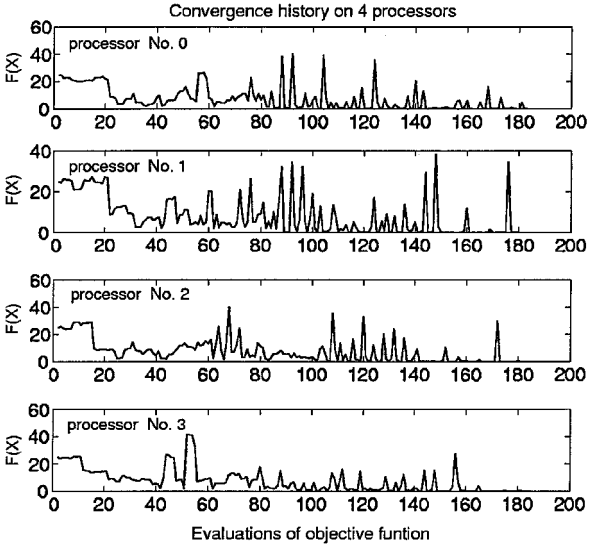 Convergence history on 4 processors
60
40
20
0
F(X)
processor No. 0
0 20 40 60 80 100 120 140 160 180 200
40
20
0
F(X)
processor No. 1
0 20 40 60 80 100 120 140 160 180 200
60
40
20
0
F(X)
processor No. 2
0 20 40 60 80 100 120 140 160 180 200
60
40
20
0
F(X)
processor No. 3
0 20 40 60 80 100 120 140 160 180 200
Evaluations of objective funtion